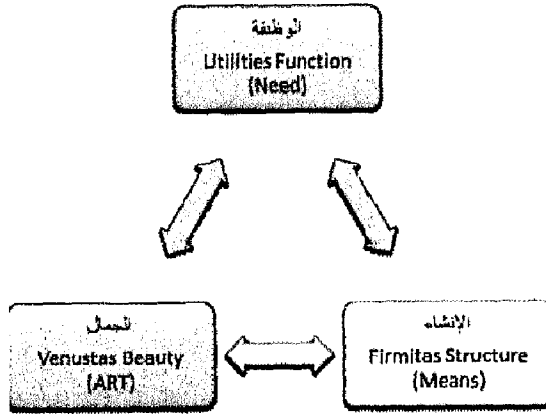 الوظيفة
Utilities Function
(Need)
الجمال
Venustas Beauty
(ART)
الإنشاء
Firmitas Structure
(Means)